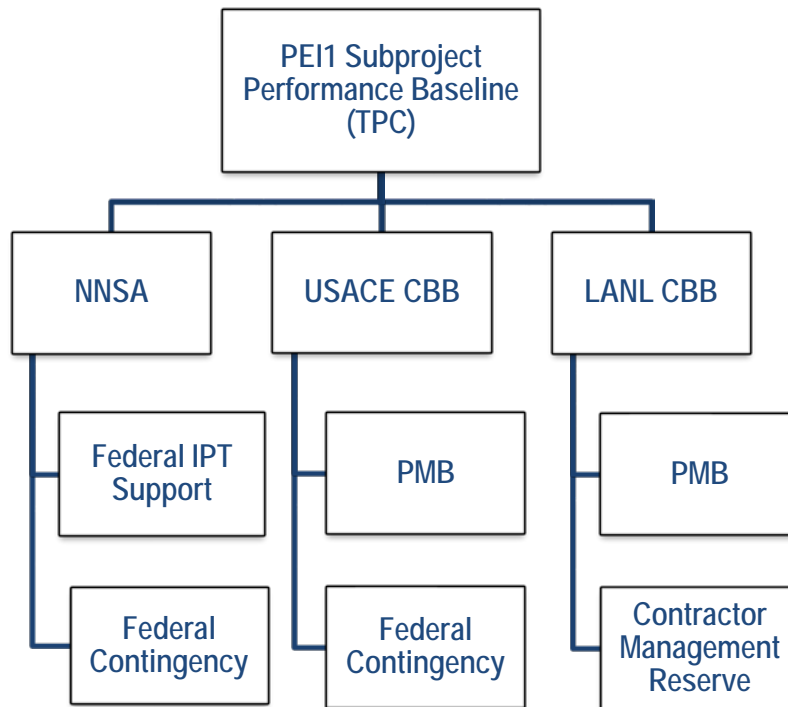 PEI1 Subproject
Performance Baseline
(TPC)
NNSA
USACE CBB
LANL CBB
Federal IPT
Support
PMB
PMB
Federal
Contingency
Federal
Contingency
Contractor
Management
Reserve